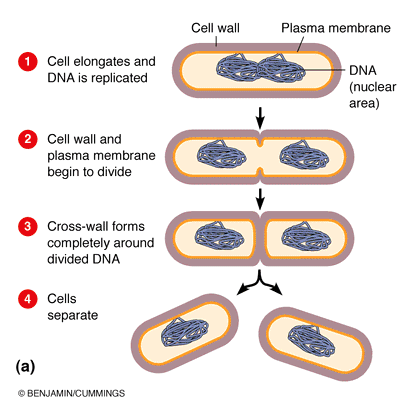 Cell wall
Plasma membrane
1 Cell elongates and
DNA is replicated
DNA
(nuclear
area)
2 Cell wall and
plasma membrane
begin to divide
3 Cross-wall forms
completely around
divided DNA
4 Cells
separate
(a)
© BENJAMIN/CUMMINGS